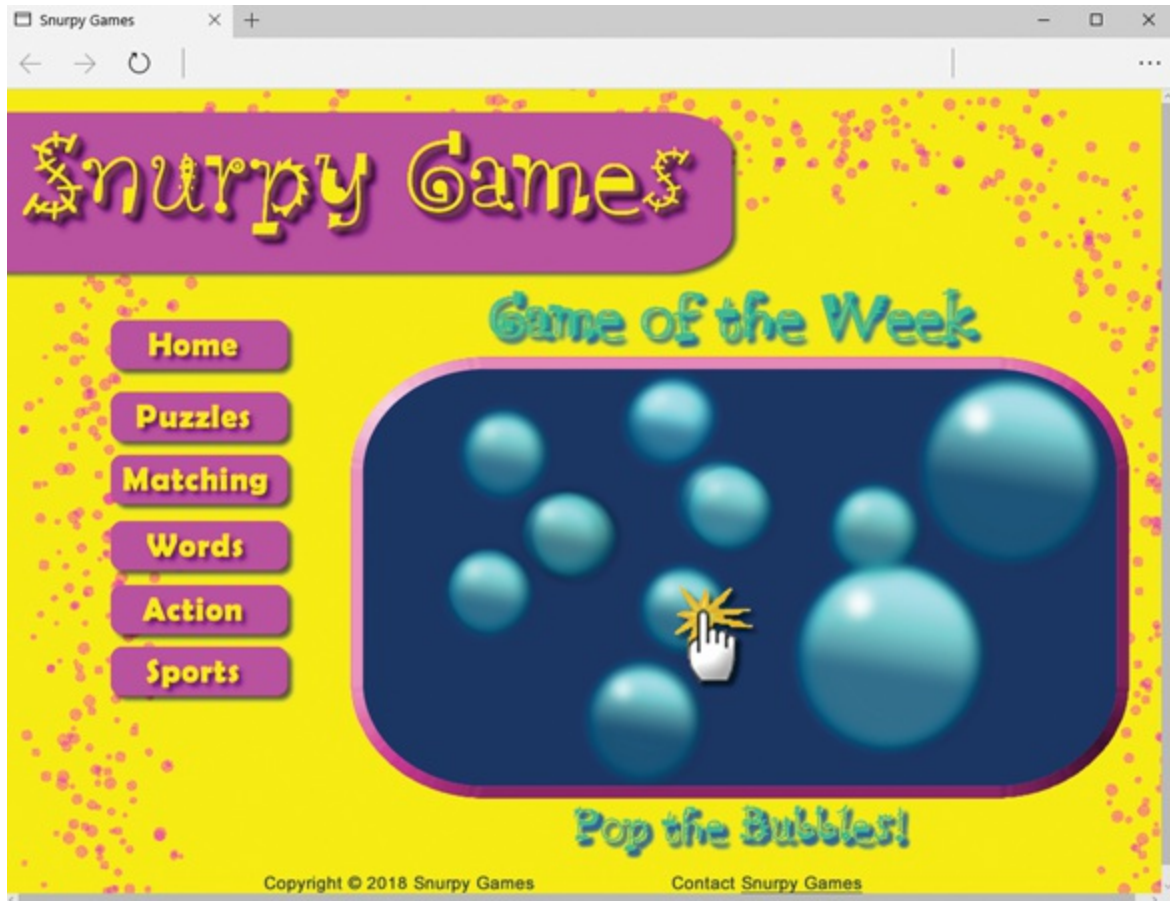 Snurpy Games
Snurpy Games
Game of the Week
Home
Puzzles
Matching
Words
Action
Sports
Pop the Bubbles!
Copyright © 2018 Snurpy Games
Contact Snurpy Games